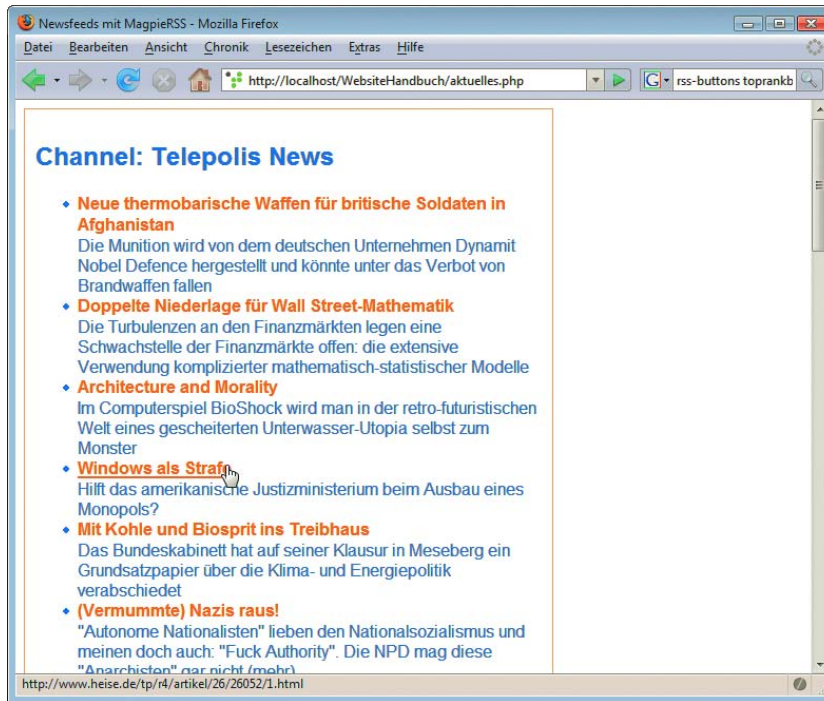 Newsfeeds mit MagpieRSS - Mozilla Firefox
Datei Bearbeiten Ansicht Chronik Lesezeichen Extras Hilfe
http://localhost/WebsiteHandbuch/aktuelles.php G rss-buttons toprankb
Channel: Telepolis News
Neue thermobarische Waffen für britische Soldaten in
Afghanistan
Die Munition wird von dem deutschen Unternehmen Dynamit
Nobel Defence hergestellt und könnte unter das Verbot von
Brandwaffen fallen
Doppelte Niederlage für Wall Street-Mathematik
Die Turbulenzen an den Finanzmärkten legen eine
Schwachstelle der Finanzmärkte offen: die extensive
Verwendung komplizierter mathematisch-statistischer Modelle
Architecture and Morality
Im Computerspiel BioShock wird man in der retro-futuristischen
Welt eines gescheiterten Unterwasser-Utopia selbst zum
Monster
Windows als Strafe
Hilft das amerikanische Justizministerium beim Ausbau eines
Monopols?
Mit Kohle und Biosprit ins Treibhaus
Das Bundeskabinett hat auf seiner Klausur in Meseberg ein
Grundsatzpapier über die Klima- und Energiepolitik
verabschiedet
(Vermummte) Nazis raus!
"Autonome Nationalisten" lieben den Nationalsozialismus und
meinen doch auch: "Fuck Authority". Die NPD mag diese
"Anarchisten" gar nicht (mehr)
http://www.heise.de/tp/r4/artikel/26/26052/1.html